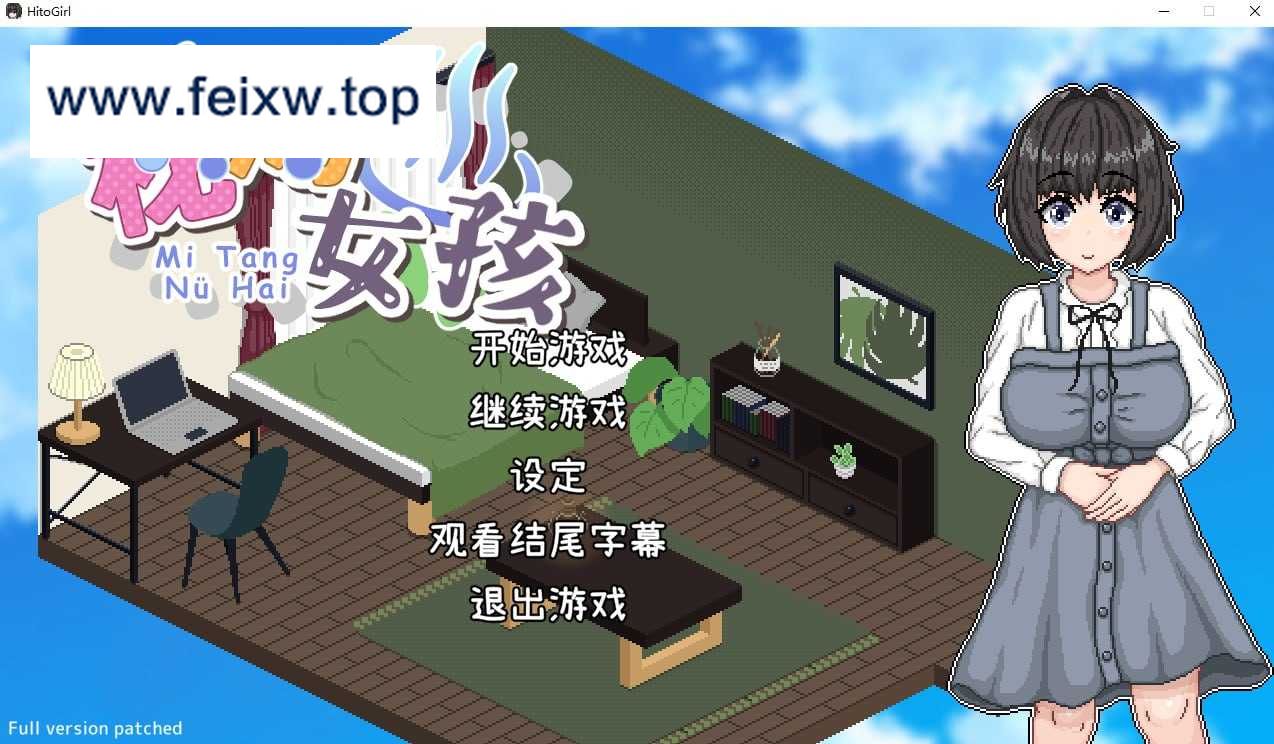 HitoGirl
www.feixw.top
女孩
Mi Tang
Nü Hai
开始游戏
继续游戏
设定
观看结尾字幕
退出游戏
Full version patched